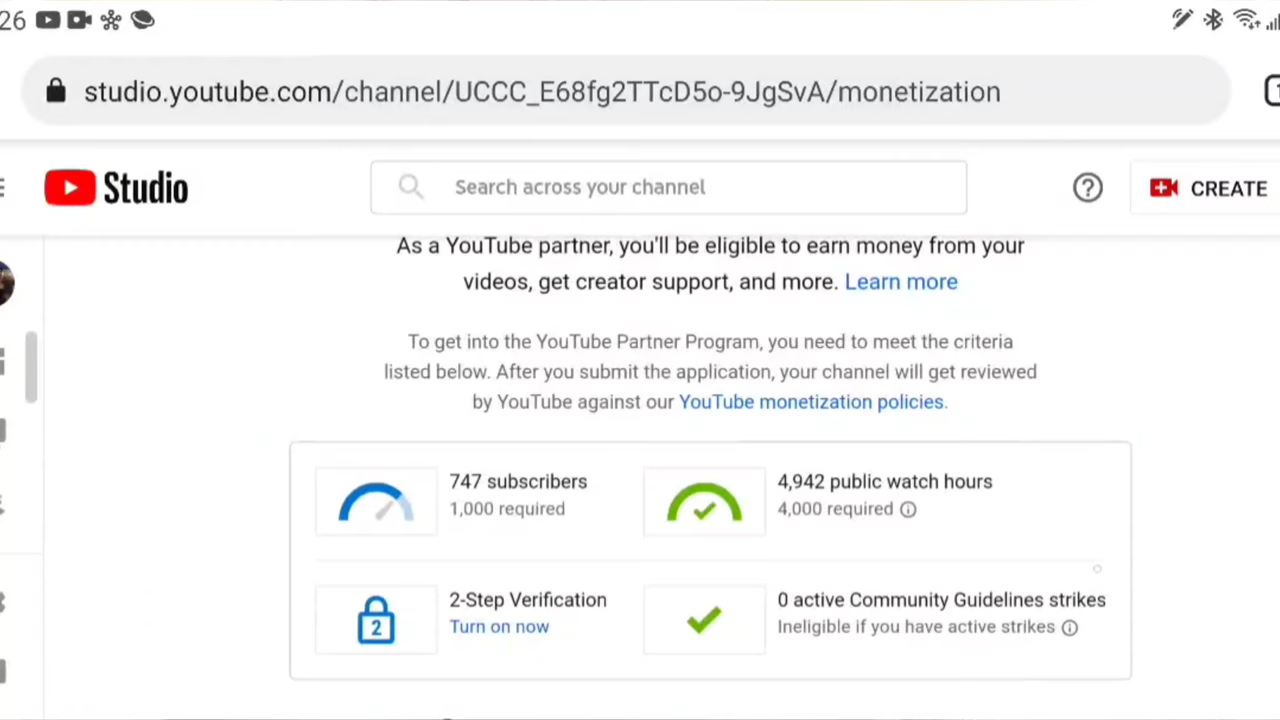 26
studio.youtube.com/channel/UCCC_E68fg2TTcD5o-9JgSvA/monetization
Studio
Search across your channel
CREATE
As a YouTube partner, you'll be eligible to earn money from your
videos, get creator support, and more. Learn more
To get into the YouTube Partner Program, you need to meet the criteria
listed below. After you submit the application, your channel will get reviewed
by YouTube against our YouTube monetization policies.
747 subscribers
1,000 required
4,942 public watch hours
4,000 required
2
2-Step Verification
Turn on now
0 active Community Guidelines strikes
Ineligible if you have active strikes